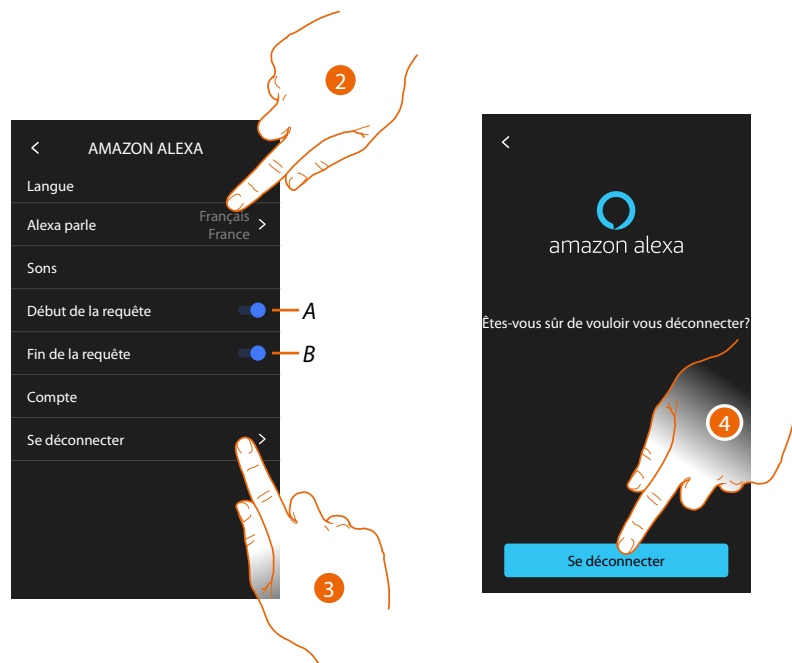 2
< AMAZON ALEXA
Langue
Alexa parle Français France >
Sons
Début de la requête A
Fin de la requête B
Compte
Se déconnecter >
3
<
amazon alexa
Êtes-vous sûr de vouloir vous déconnecter?
4
Se déconnecter